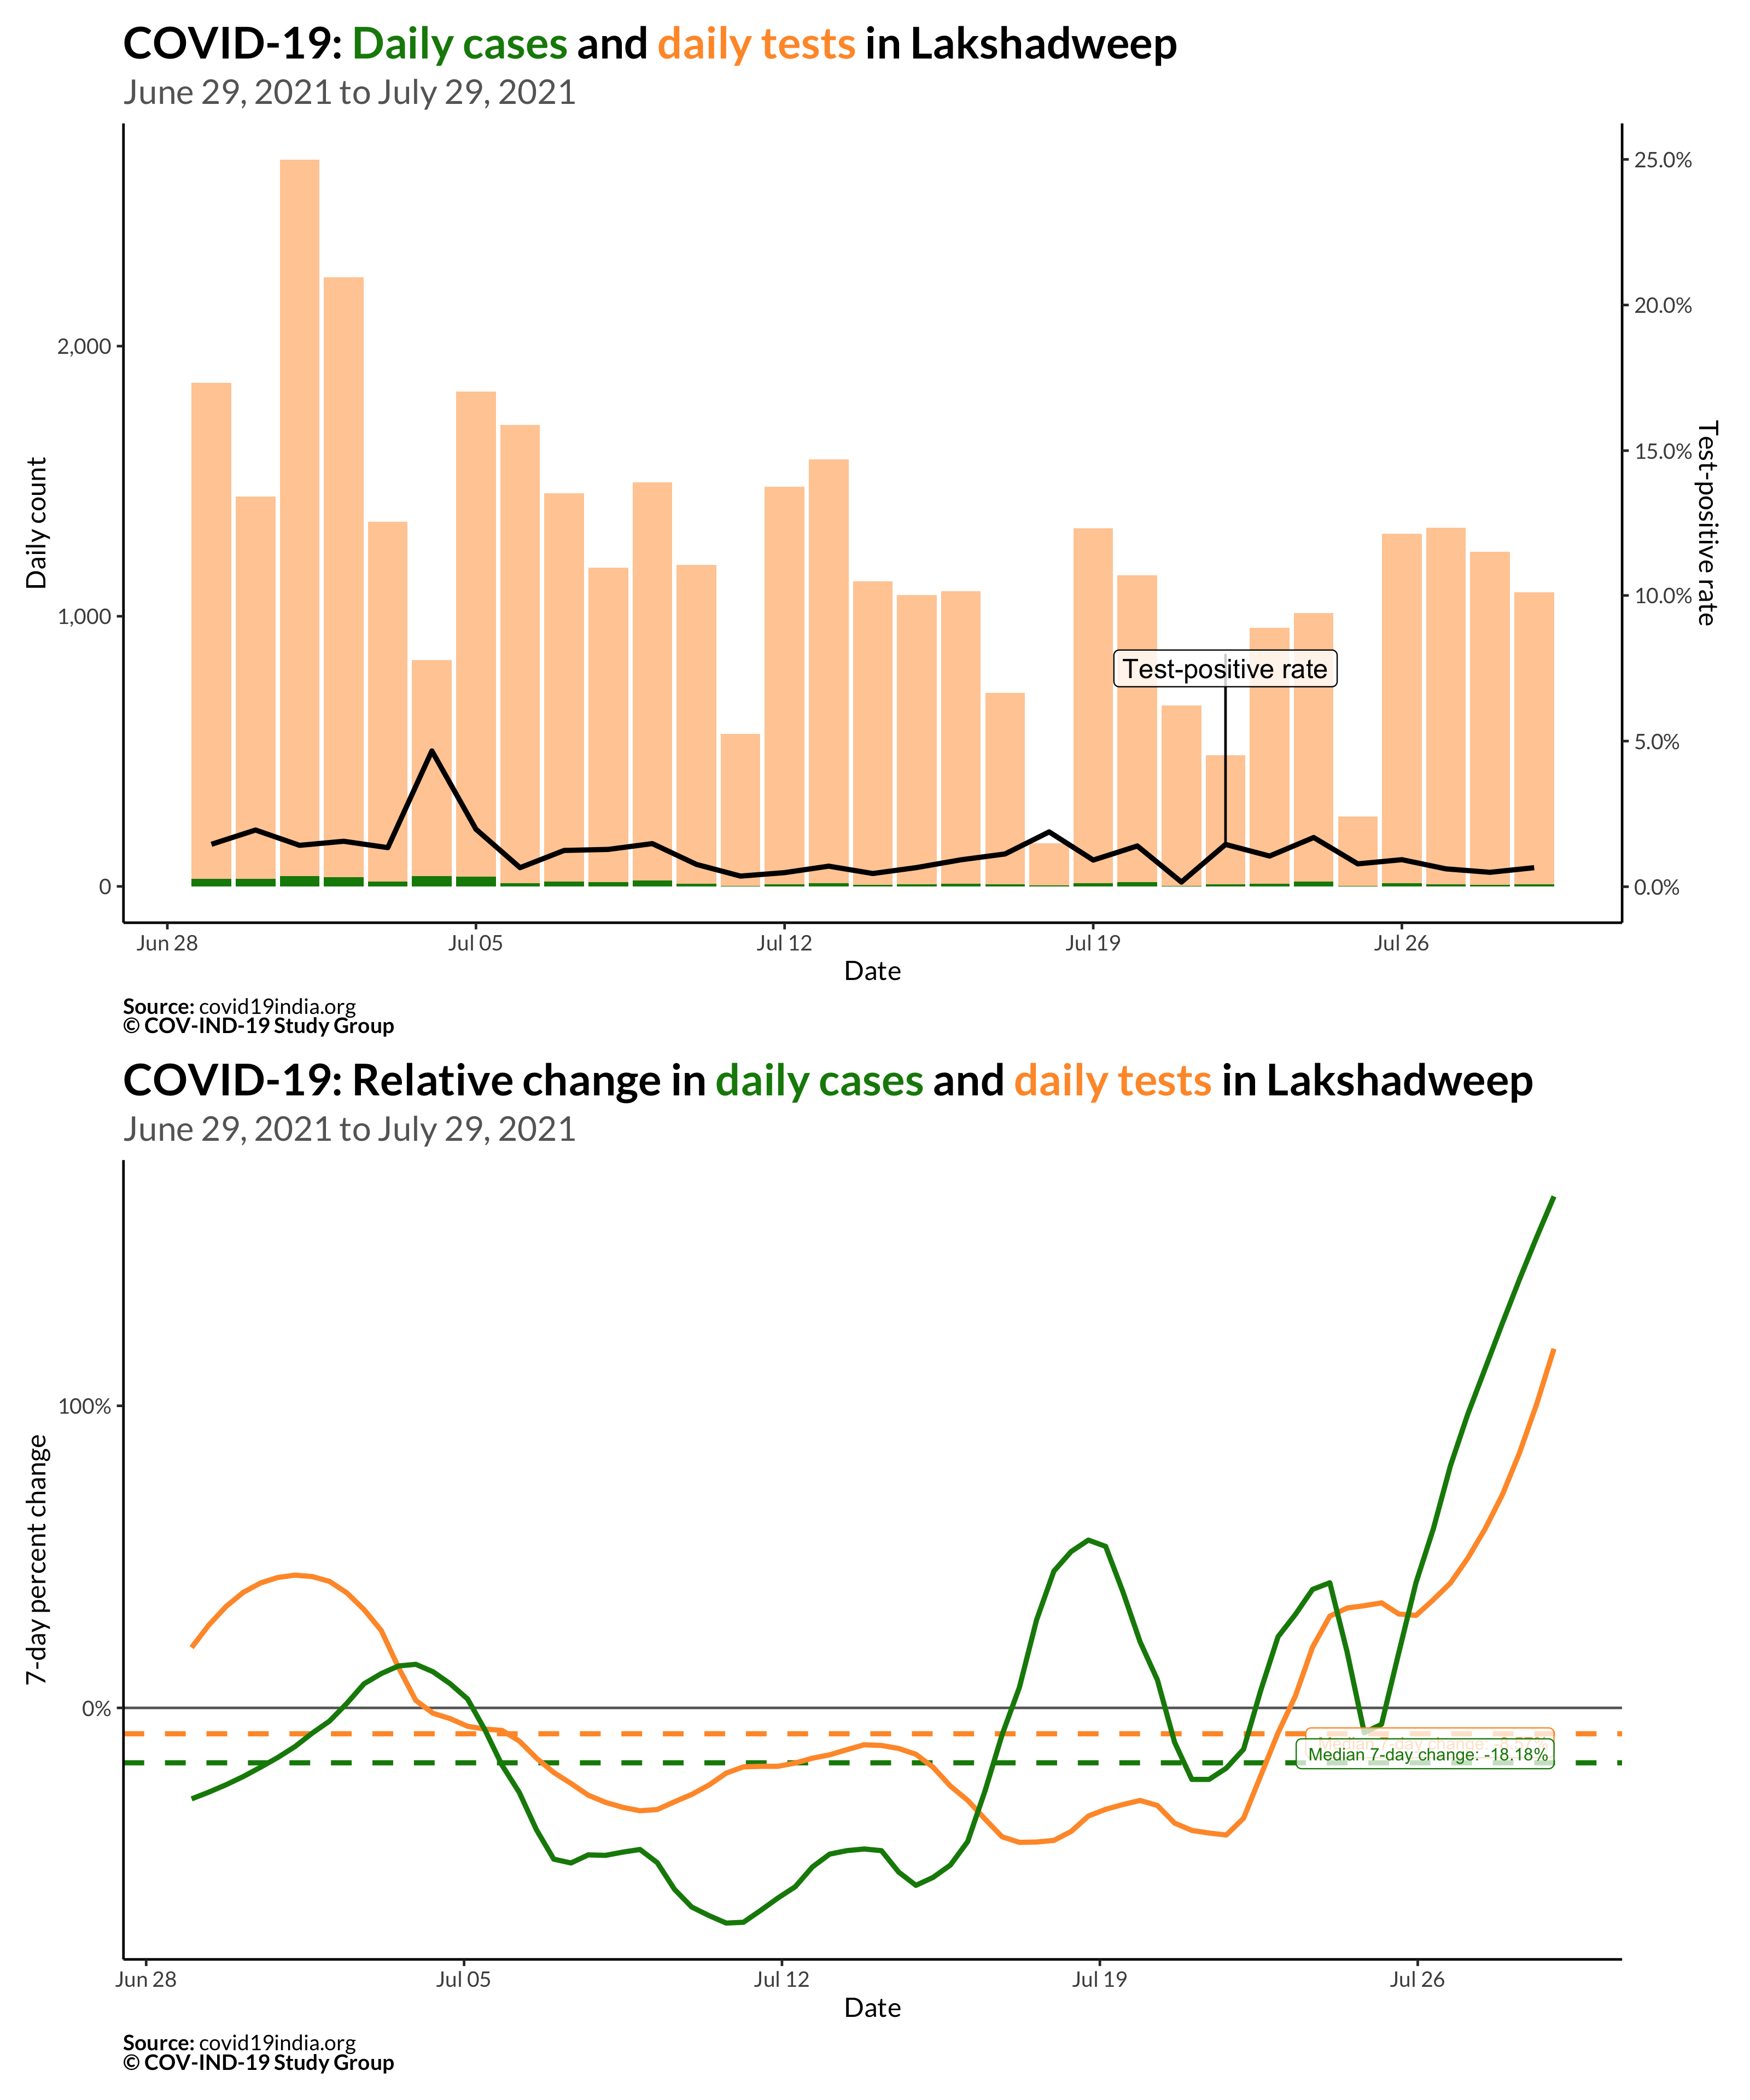 COVID-19: Daily cases and daily tests in Lakshadweep
June 29, 2021 to July 29, 2021
Daily count
2,000
1,000
0
25.0%
20.0%
15.0%
10.0%
5.0%
0.0%
Test-positive rate
Test-positive rate
Jun 28
Jul 05
Jul 12
Jul 19
Jul 26
Date
Source: covid19india.org
© COV-IND-19 Study Group
COVID-19: Relative change in daily cases and daily tests in Lakshadweep
June 29, 2021 to July 29, 2021
7-day percent change
100%
0%
Median 7-day change:
Median 7-day change: -18.18%
Jun 28
Jul 05
Jul 12
Jul 19
Jul 26
Date
Source: covid19india.org
© COV-IND-19 Study Group